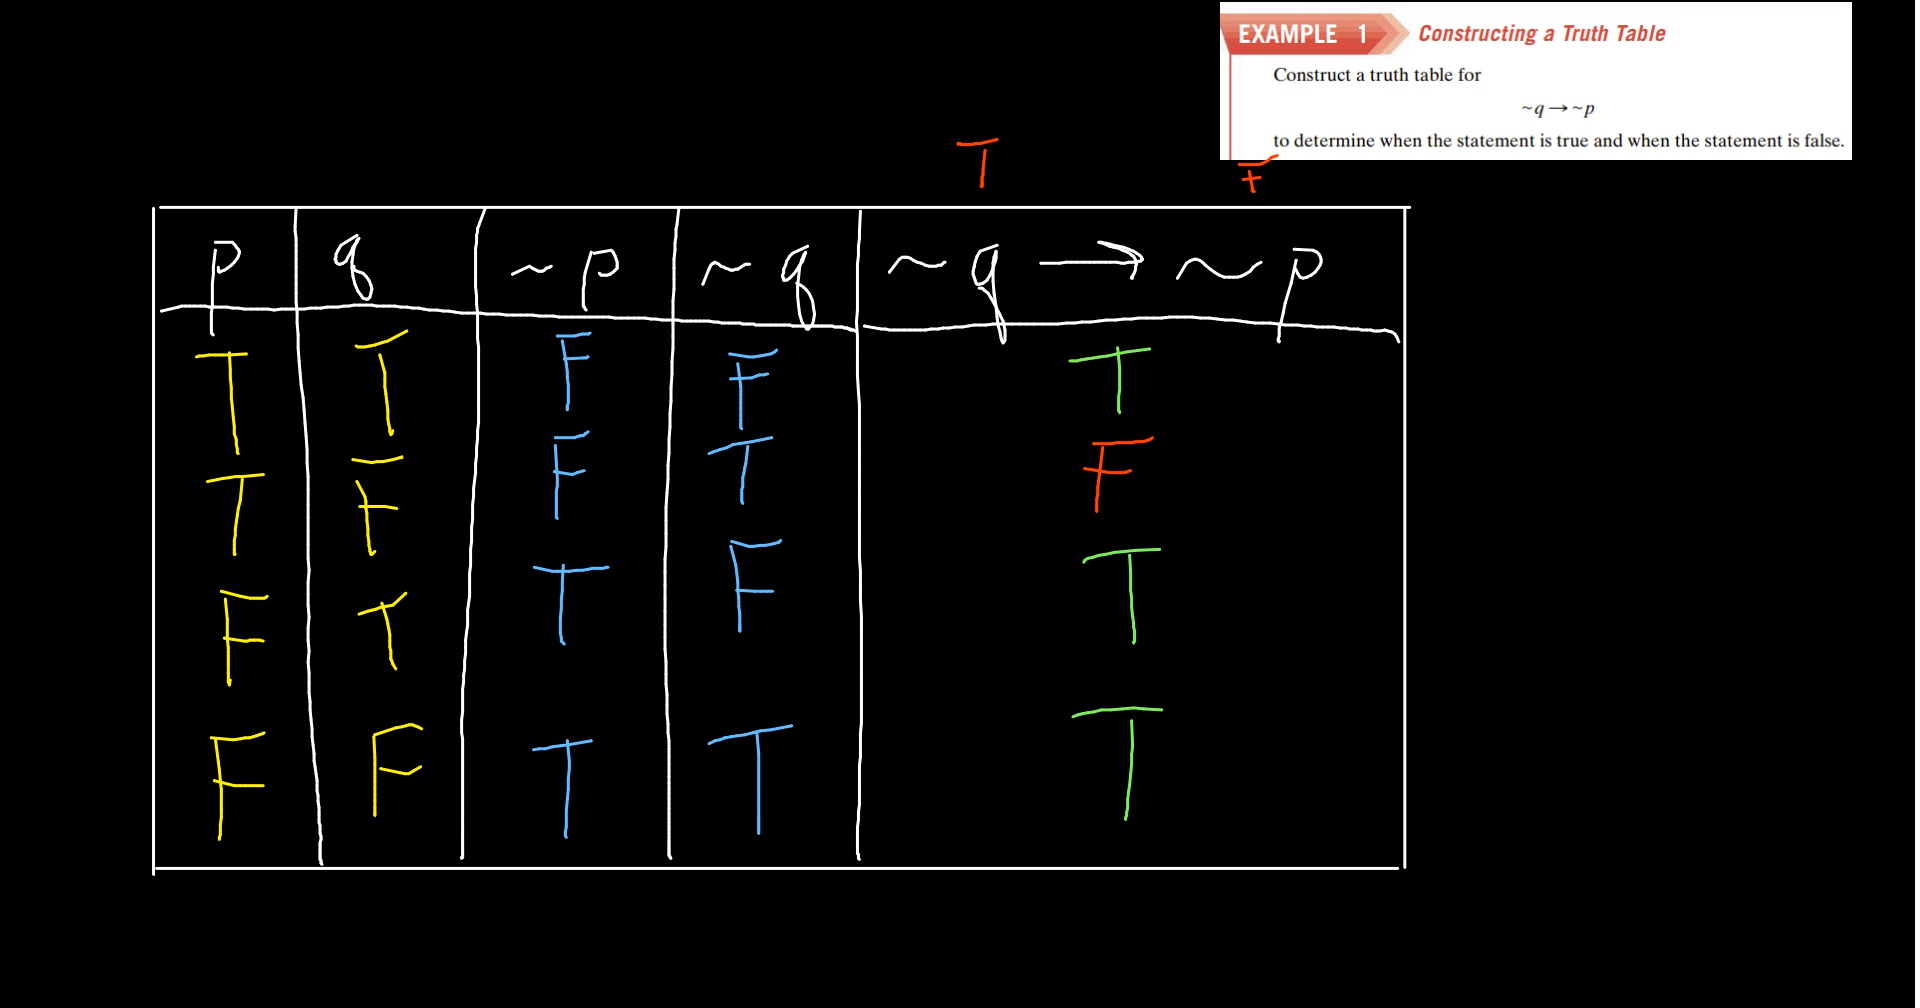 EXAMPLE 1 Constructing a Truth Table
Construct a truth table for
~q → ~p
to determine when the statement is true and when the statement is false.
T F
p q ~p ~q ~q → ~p
T T F F T
T F F T F
F T T F T
F F T T T